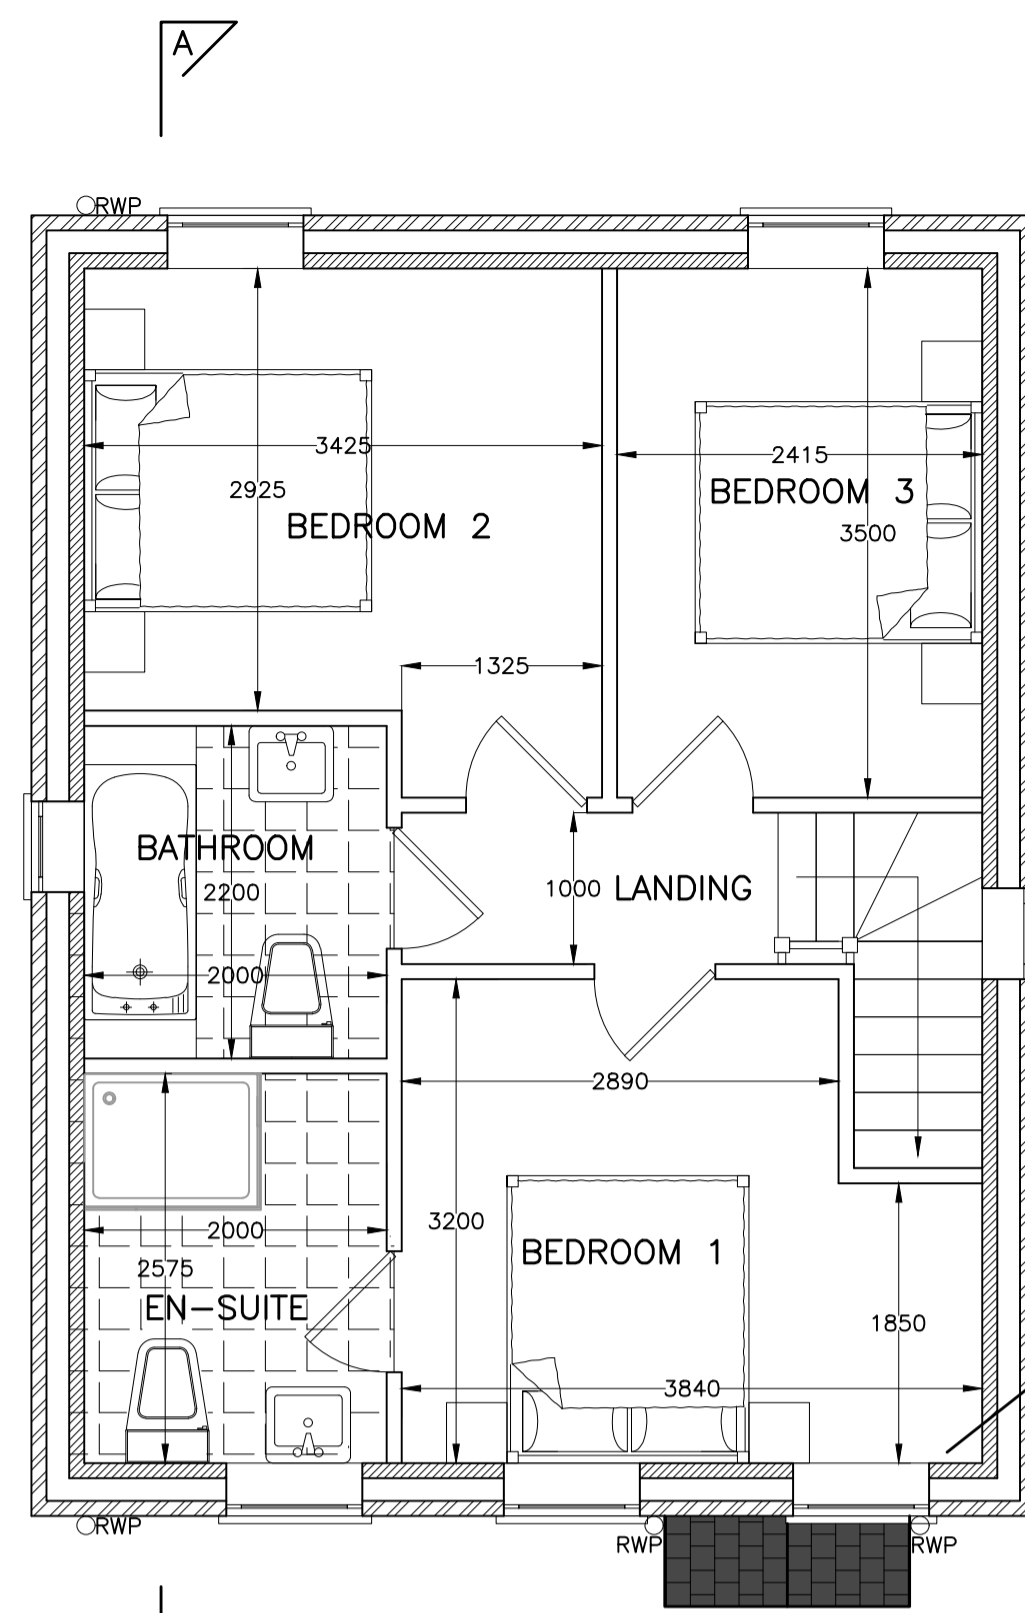 A
RWP
3425
2925
BEDROOM 2
2415
BEDROOM 3
3500
1325
BATHROOM
2200
2000
1000
LANDING
2890
3200
BEDROOM 1
2000
2575
EN-SUITE
1850
3840
RWP
RWP
RWP